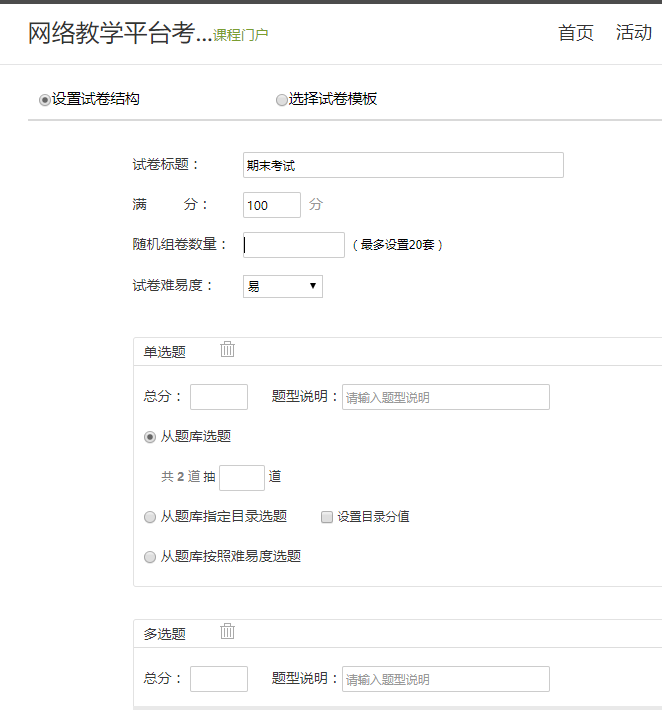 网络教学平台考...课程门户 首页 活动
设置试卷结构 选择试卷模板
试卷标题： 期末考试
满 分： 100 分
随机组卷数量： （最多设置20套）
试卷难易度： 易
单选题
总分： 题型说明： 请输入题型说明
从题库选题
共 2 道 抽 道
从题库指定目录选题 设置目录分值
从题库按照难易度选题
多选题
总分： 题型说明： 请输入题型说明